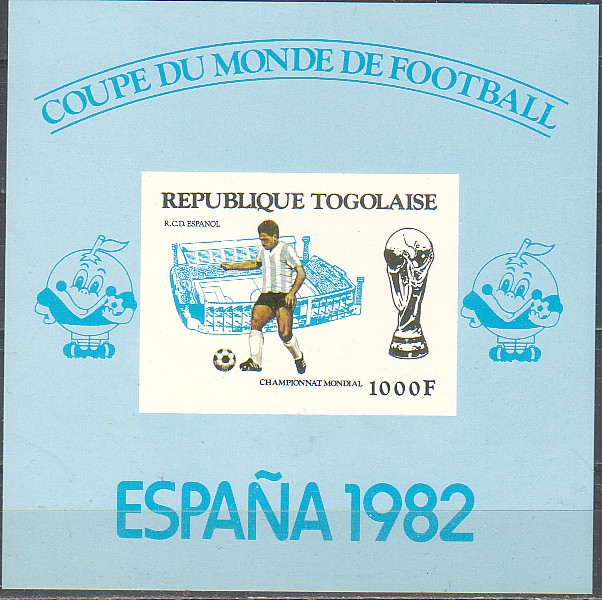 COUPE DU MONDE DE FOOTBALL
REPUBLIQUE TOGOLAISE
R.C.D. ESPANOL
CHAMPIONNAT MONDIAL
1000F
ESPAÑA 1982